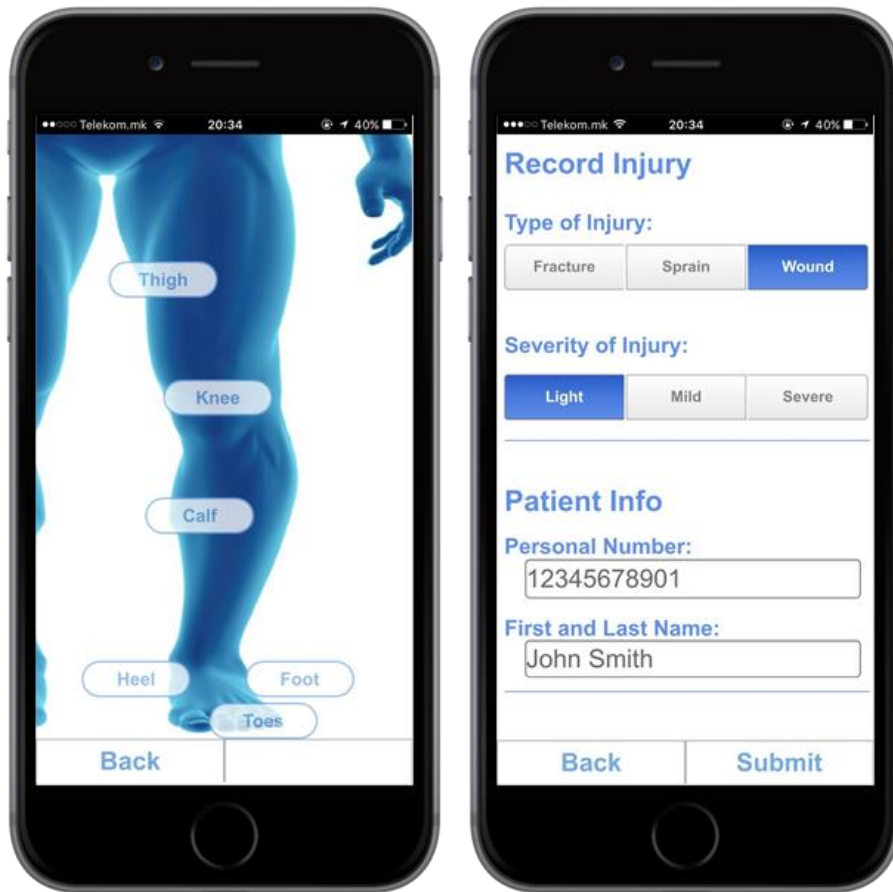 Telekom.mk 20:34 40%
Thigh
Knee
Calf
Heel Foot
Toes
Back
Telekom.mk 20:34 40%
Record Injury
Type of Injury:
Fracture Sprain Wound
Severity of Injury:
Light Mild Severe
Patient Info
Personal Number:
12345678901
First and Last Name:
John Smith
Back Submit